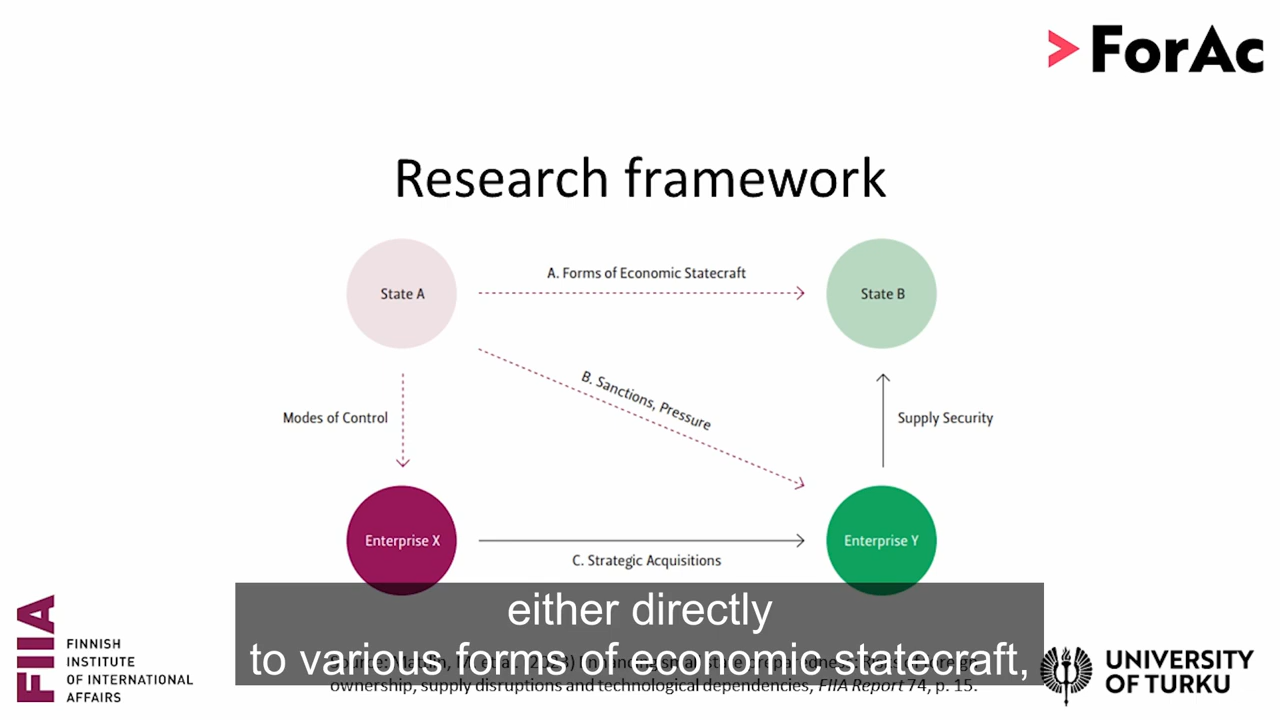 > ForAc
Research framework
A. Forms of Economic Statecraft
State A
State B
B. Sanctions, Pressure
Modes of Control
Supply Security
Enterprise X
Enterprise Y
C. Strategic Acquisitions
either directly
to various forms of economic statecraft,
ownership, supply disruptions and technological dependencies, FIIA Report 74, p. 15.
FIIA
FINNISH
INSTITUTE
OF INTERNATIONAL
AFFAIRS
UNIVERSITY
OF TURKU